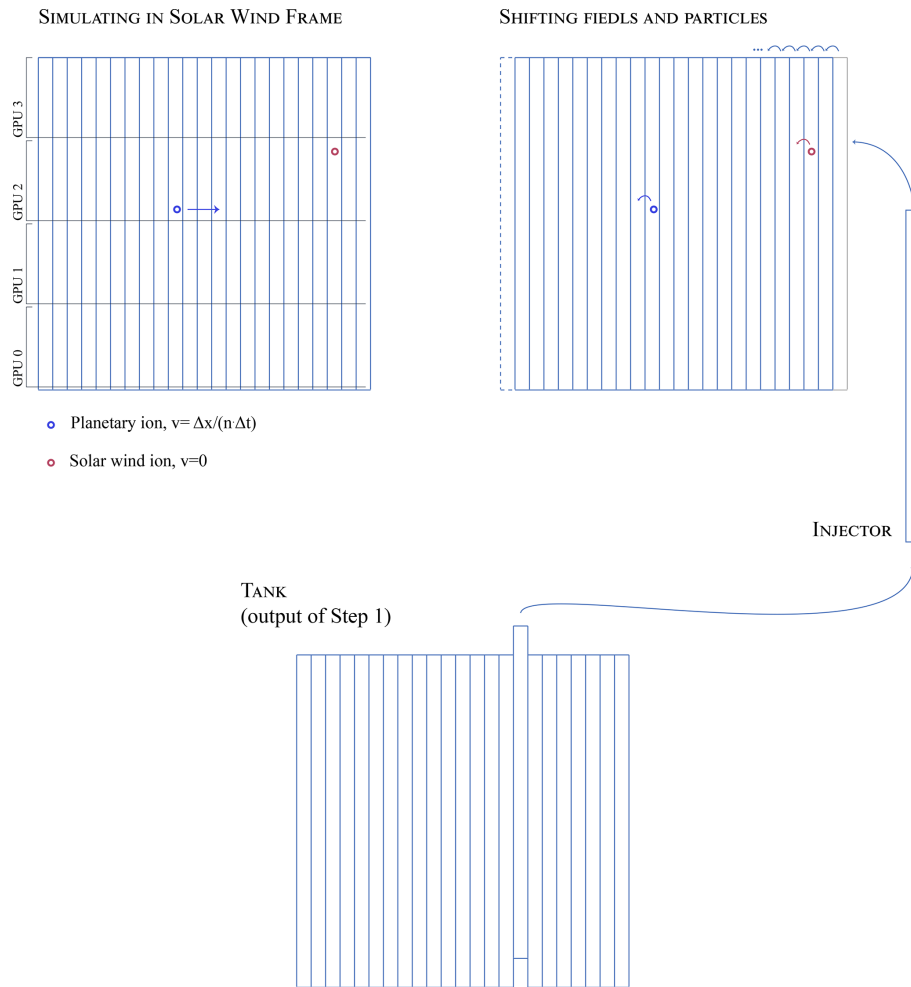 Simulating in Solar Wind Frame
Shifting fiedls and particles
...
GPU 3
GPU 2
GPU 1
GPU 0
Planetary ion, v= Δx/(n·Δt)
Solar wind ion, v=0
Injector
Tank
(output of Step 1)